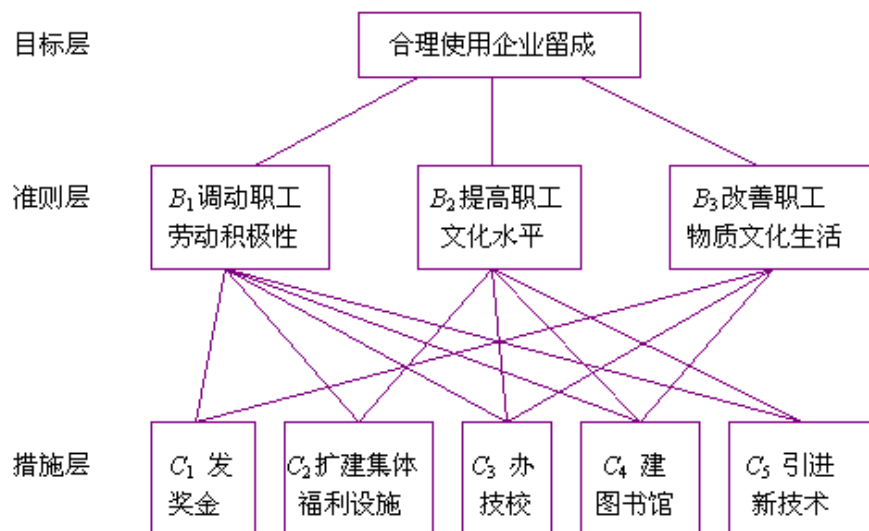 目标层
合理使用企业留成
准则层
B₁调动职工
劳动积极性
B₂提高职工
文化水平
B₃改善职工
物质文化生活
措施层
C₁ 发
奖金
C₂扩建集体
福利设施
C₃ 办
技校
C₄ 建
图书馆
C₅ 引进
新技术